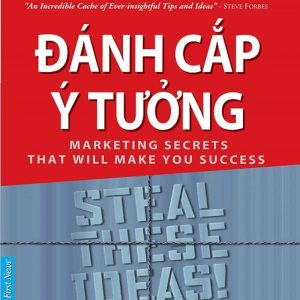 "An Incredible Cache of Ever-insightful Tips and Ideas" - STEVE FORBES
ĐÁNH CẮP
Ý TƯỞNG
MARKETING SECRETS
THAT WILL MAKE YOU SUCCESS
STEAL
THESE
IDEAS!
First News